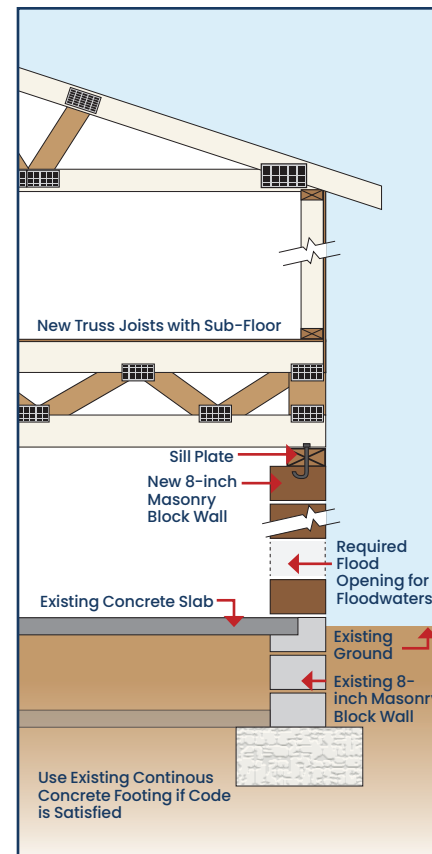 New Truss Joists with Sub-Floor
Sill Plate
New 8-inch
Masonry
Block Wall
Required
Flood
Opening for
Floodwaters
Existing Concrete Slab
Existing
Ground
Existing 8-
inch Masonry
Block Wall
Use Existing Continous
Concrete Footing if Code
is Satisfied